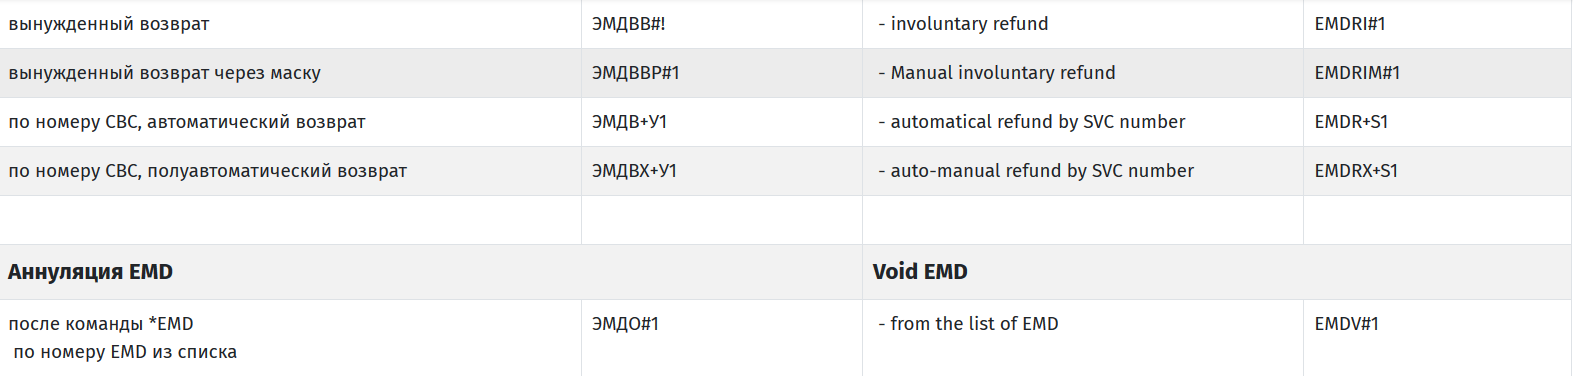 вынужденный возврат ЭМДВВ#! - involuntary refund EMDRI#1
вынужденный возврат через маску ЭМДВВР#1 - Manual involuntary refund EMDRIM#1
по номеру СВС, автоматический возврат ЭМДВ+У1 - automatical refund by SVC number EMDR+S1
по номеру СВС, полуавтоматический возврат ЭМДВХ+У1 - auto-manual refund by SVC number EMDRX+S1
Аннуляция EMD Void EMD
после команды *EMD ЭМДО#1 - from the list of EMD EMDV#1
по номеру EMD из списка